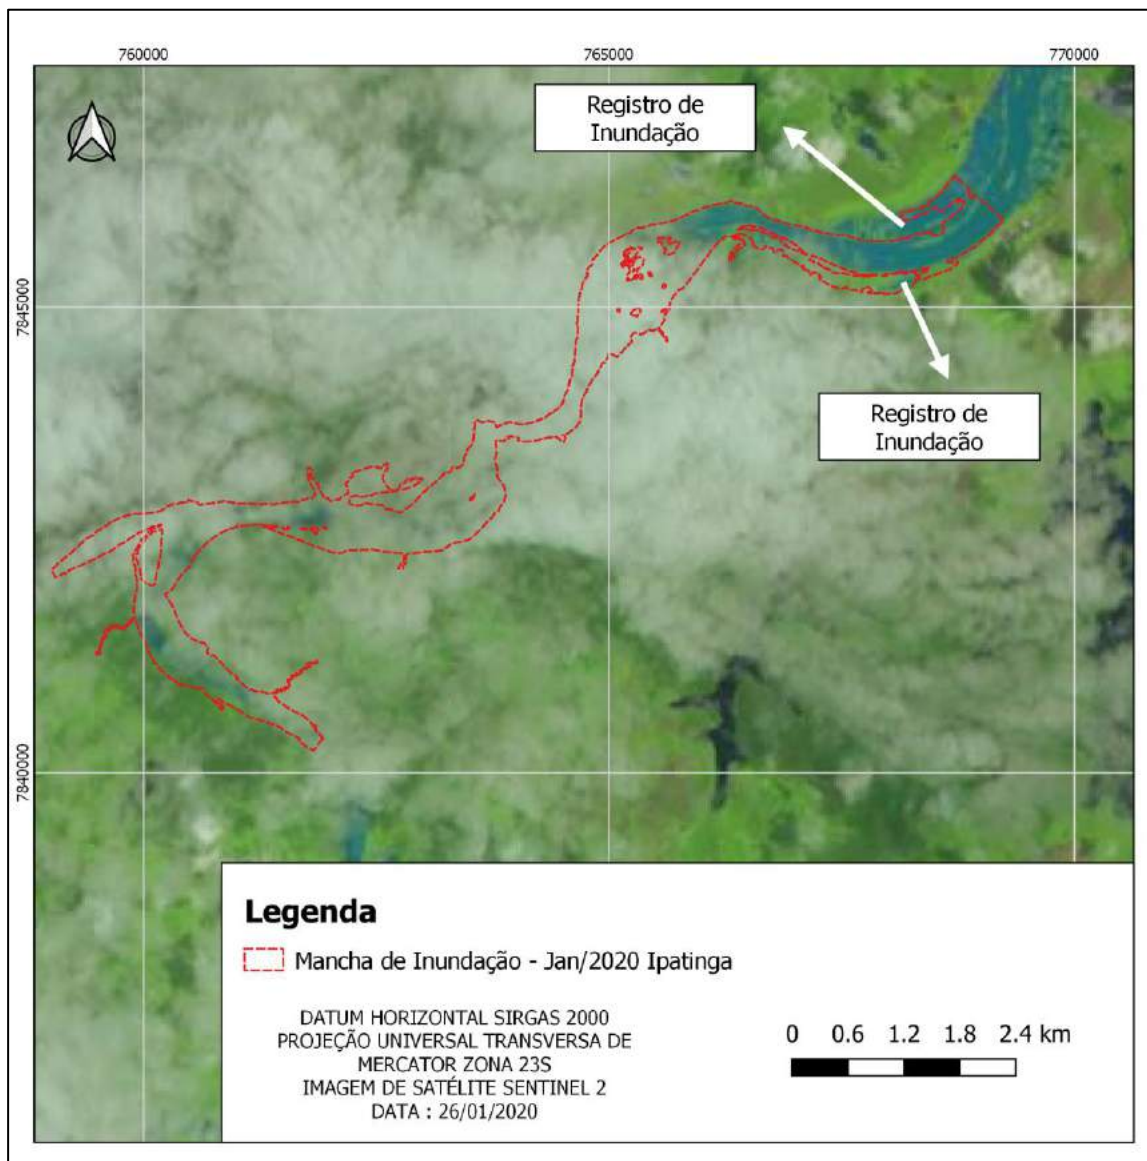 760000
765000
770000
Registro de
Inundação
7845000
Registro de
Inundação
7840000
Legenda
Mancha de Inundação - Jan/2020 Ipatinga
DATUM HORIZONTAL SIRGAS 2000
PROJEÇÃO UNIVERSAL TRANSVERSA DE
MERCATOR ZONA 23S
IMAGEM DE SATÉLITE SENTINEL 2
DATA : 26/01/2020
0 0.6 1.2 1.8 2.4 km